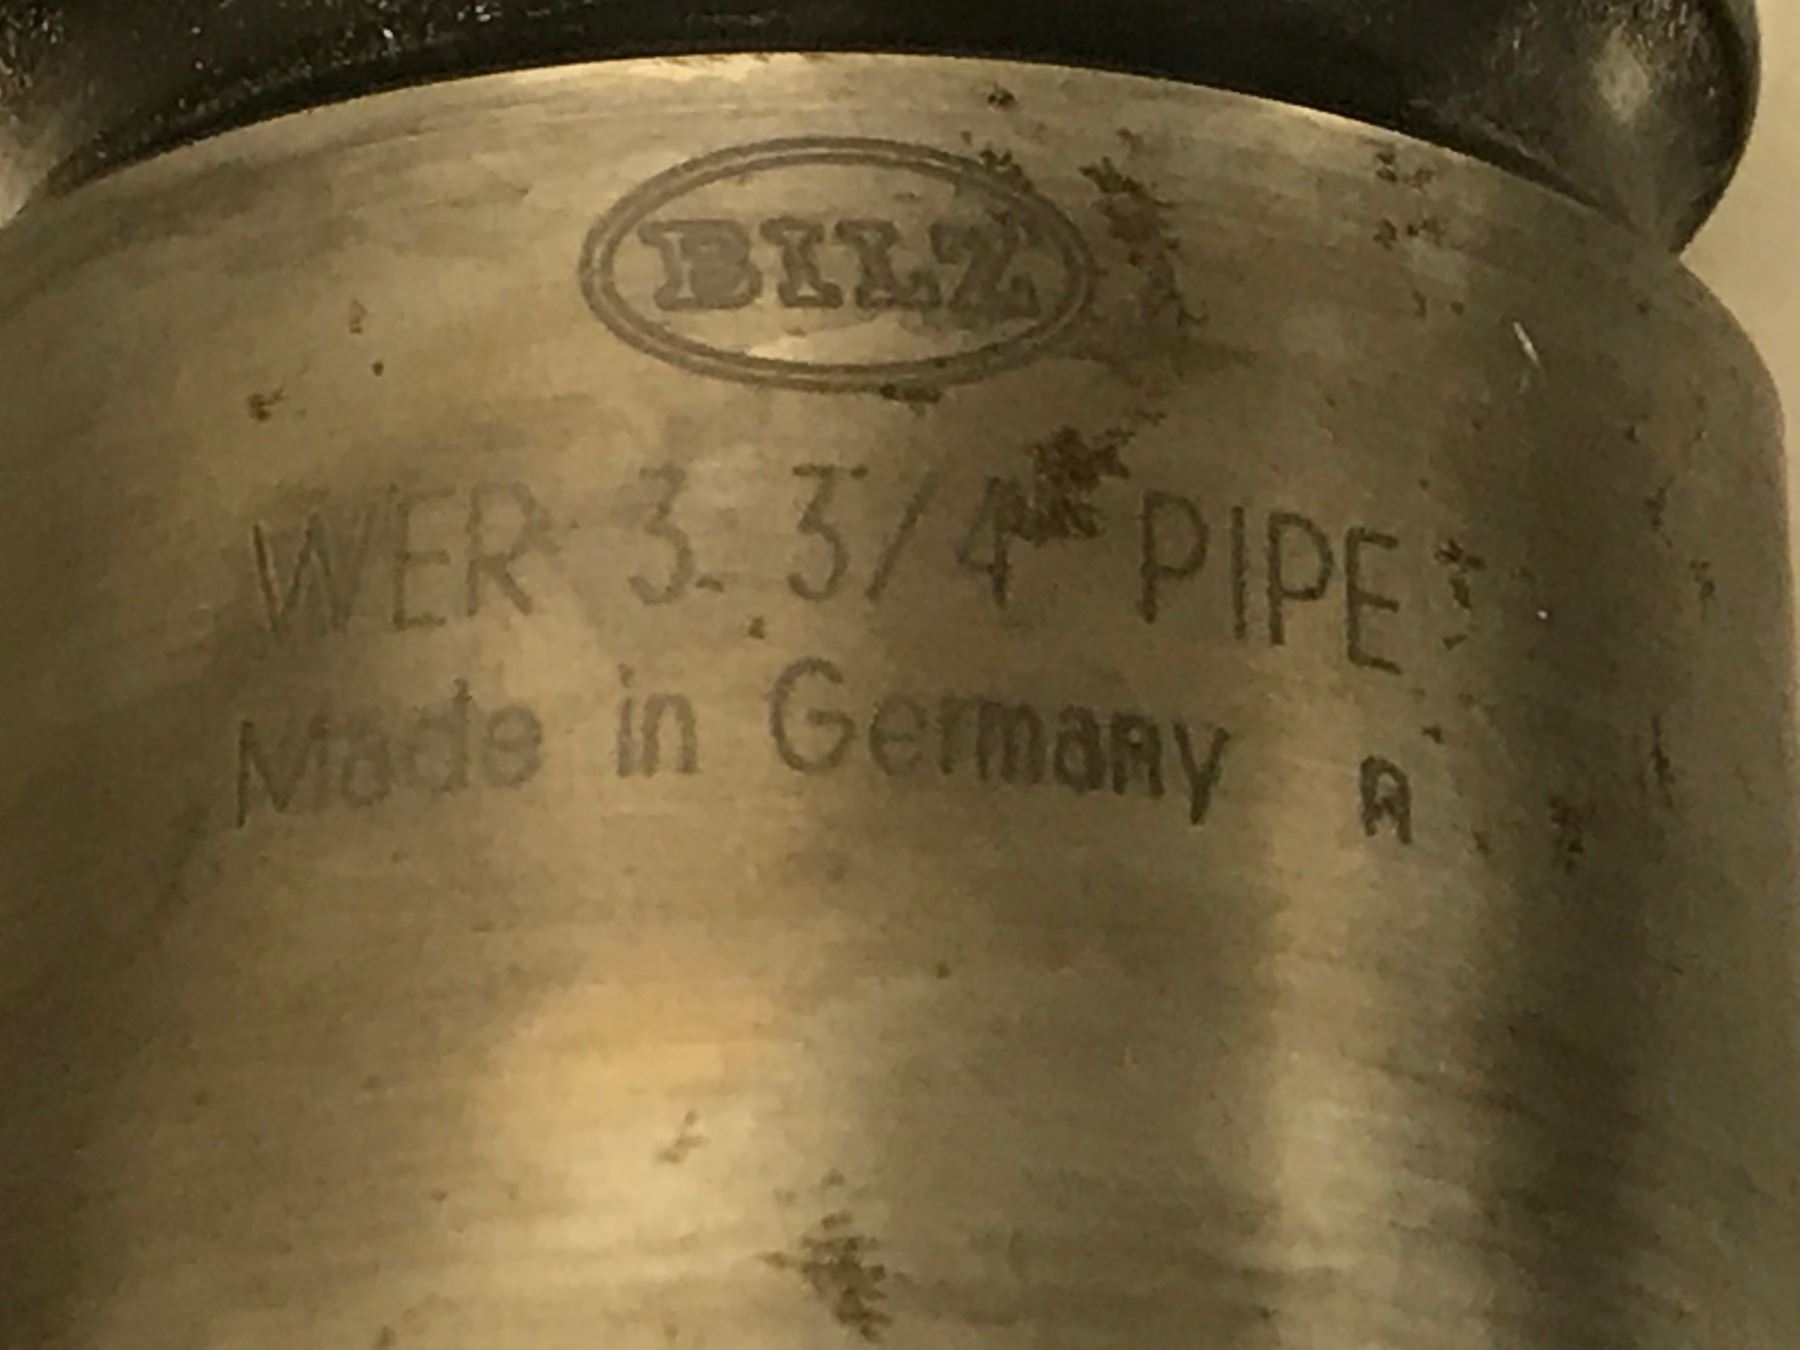 BILZ
WER 3 3/4" PIPE
Made in Germany A